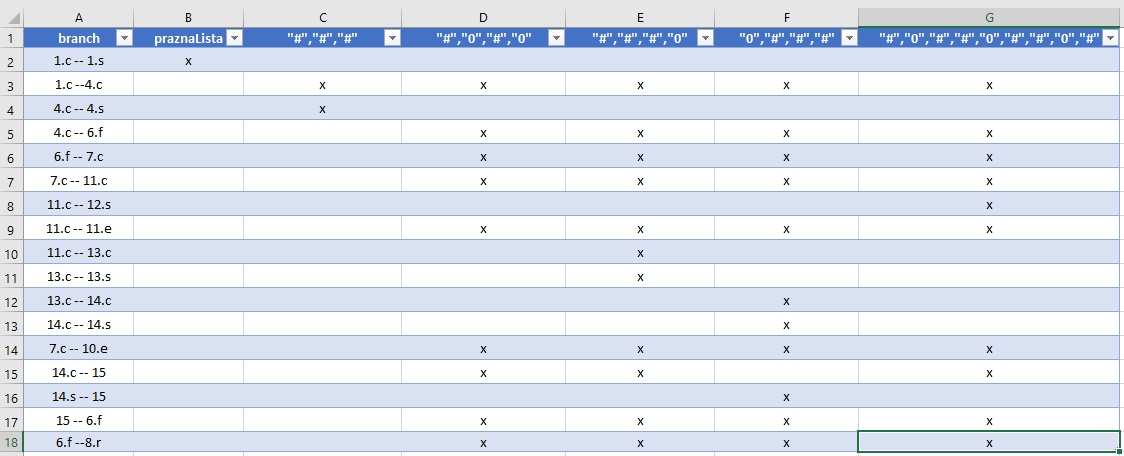 A B C D E F G
1 branch praznaLista "#","#","#" "#","0","#","0" "#","#","#","0" "0","#","#","#" "#","0","#","#","0","#","#","0","#"
2 1.c -- 1.s x
3 1.c --4.c x x x x x
4 4.c -- 4.s x
5 4.c -- 6.f x x x x
6 6.f -- 7.c x x x x
7 7.c -- 11.c x x x x
8 11.c -- 12.s x
9 11.c -- 11.e x x x x
10 11.c -- 13.c x
11 13.c -- 13.s x
12 13.c -- 14.c x
13 14.c -- 14.s x
14 7.c -- 10.e x x x x
15 14.c -- 15 x x x
16 14.s -- 15 x
17 15 -- 6.f x x x x
18 6.f --8.r x x x x